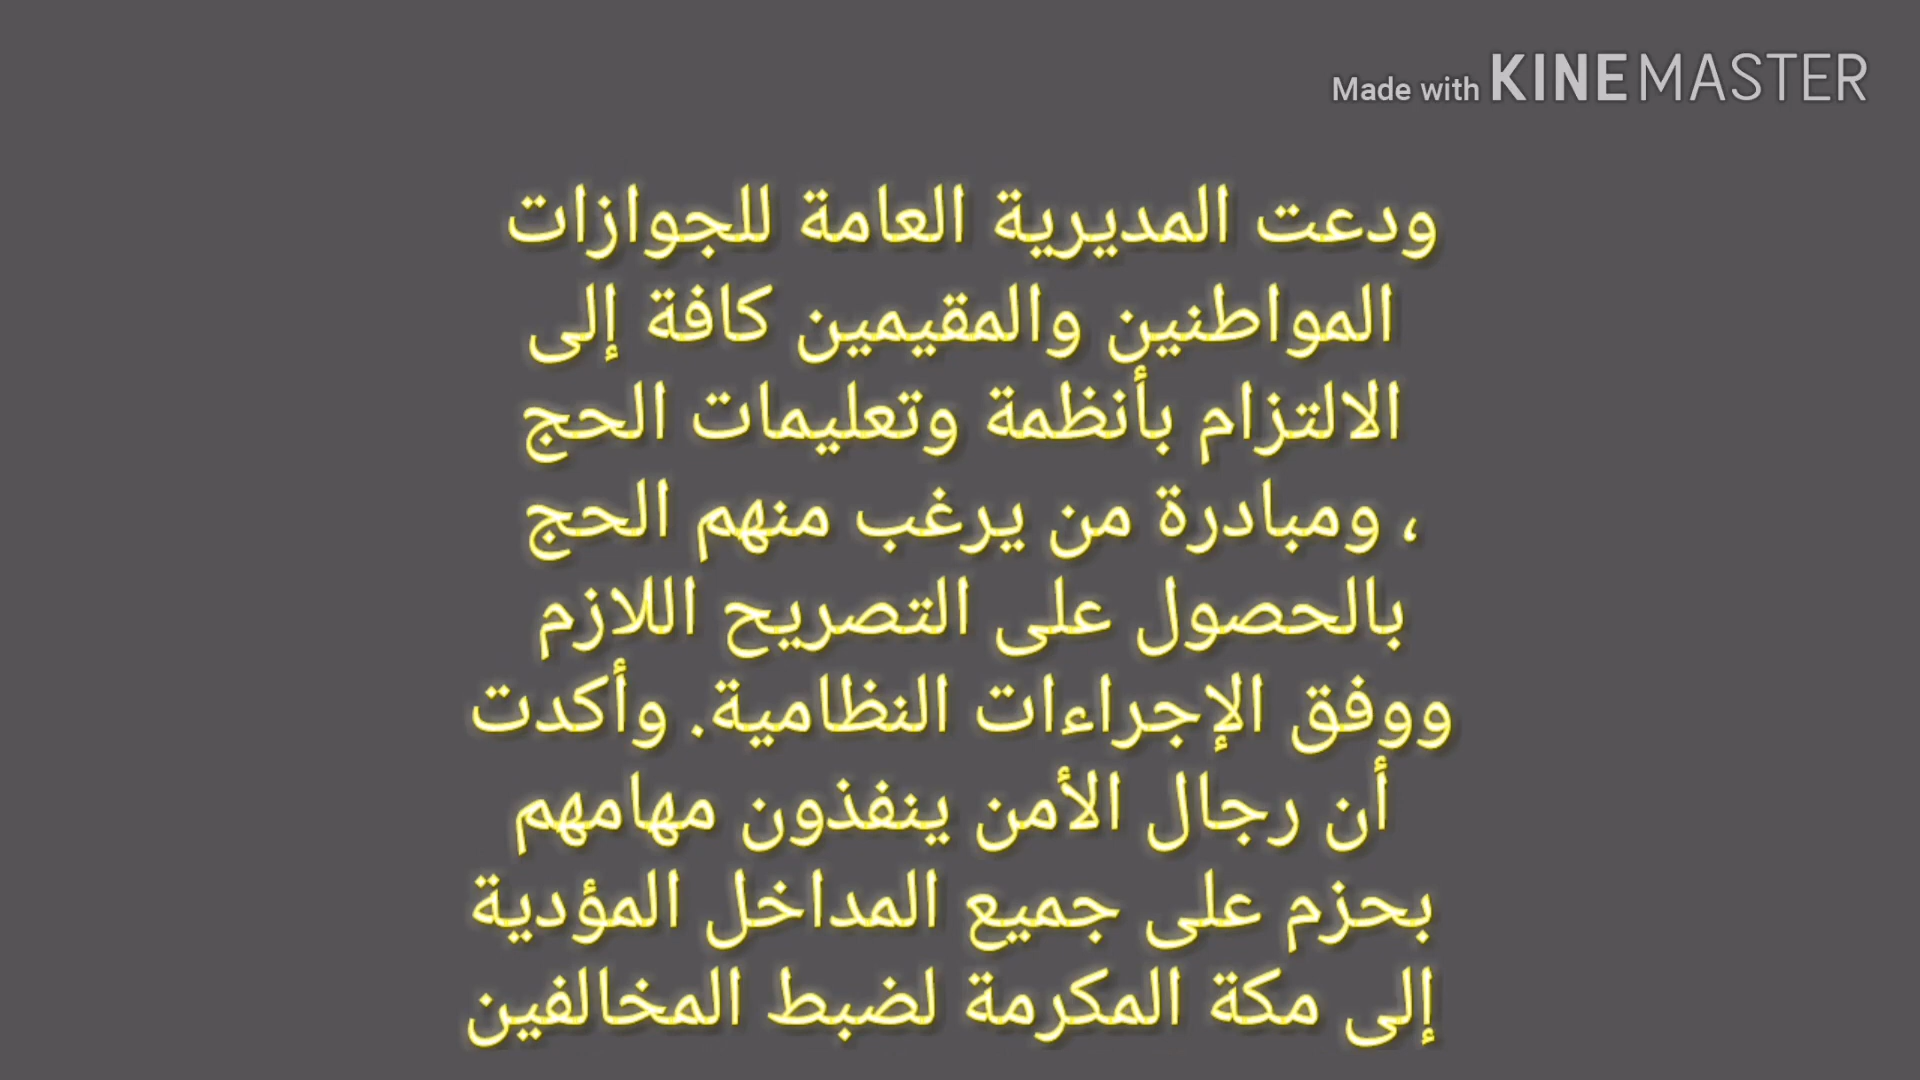 Made with KINEMASTER
ودعت المديرية العامة للجوازات
المواطنين والمقيمين كافة إلى
الالتزام بأنظمة وتعليمات الحج
، ومبادرة من يرغب منهم الحج
بالحصول على التصريح اللازم
ووفق الإجراءات النظامية. وأكدت
أن رجال الأمن ينفذون مهامهم
بحزم على جميع المداخل المؤدية
إلى مكة المكرمة لضبط المخالفين